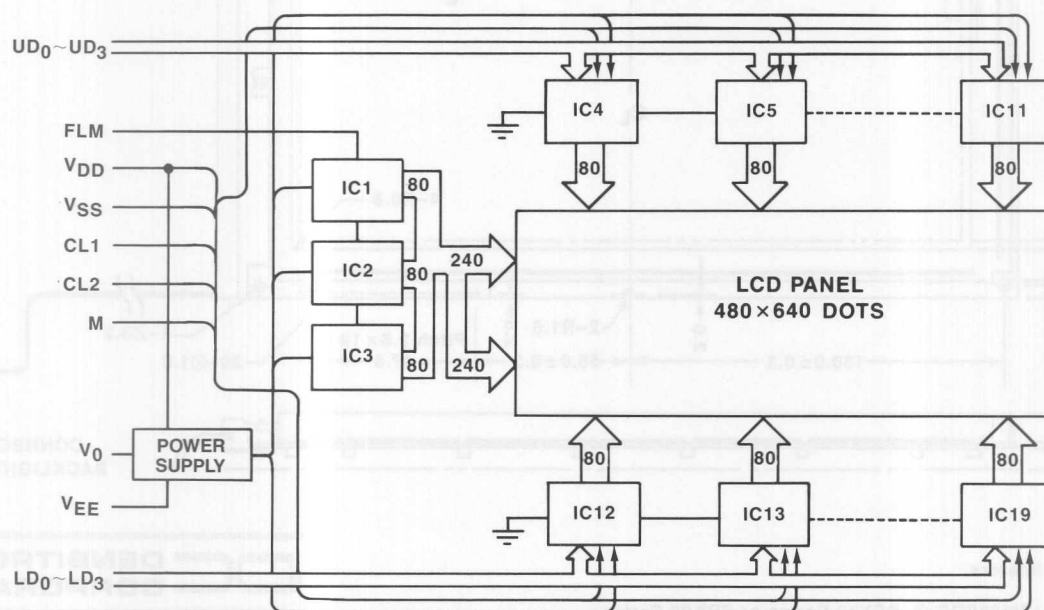 UD0~UD3
FLM
VDD
VSS
CL1
CL2
M
V0
POWER
SUPPLY
VEE
LD0~LD3
IC1
IC2
IC3
80
80
80
240
240
IC4
IC5
IC11
80
80
80
LCD PANEL
480×640 DOTS
80
80
80
IC12
IC13
IC19